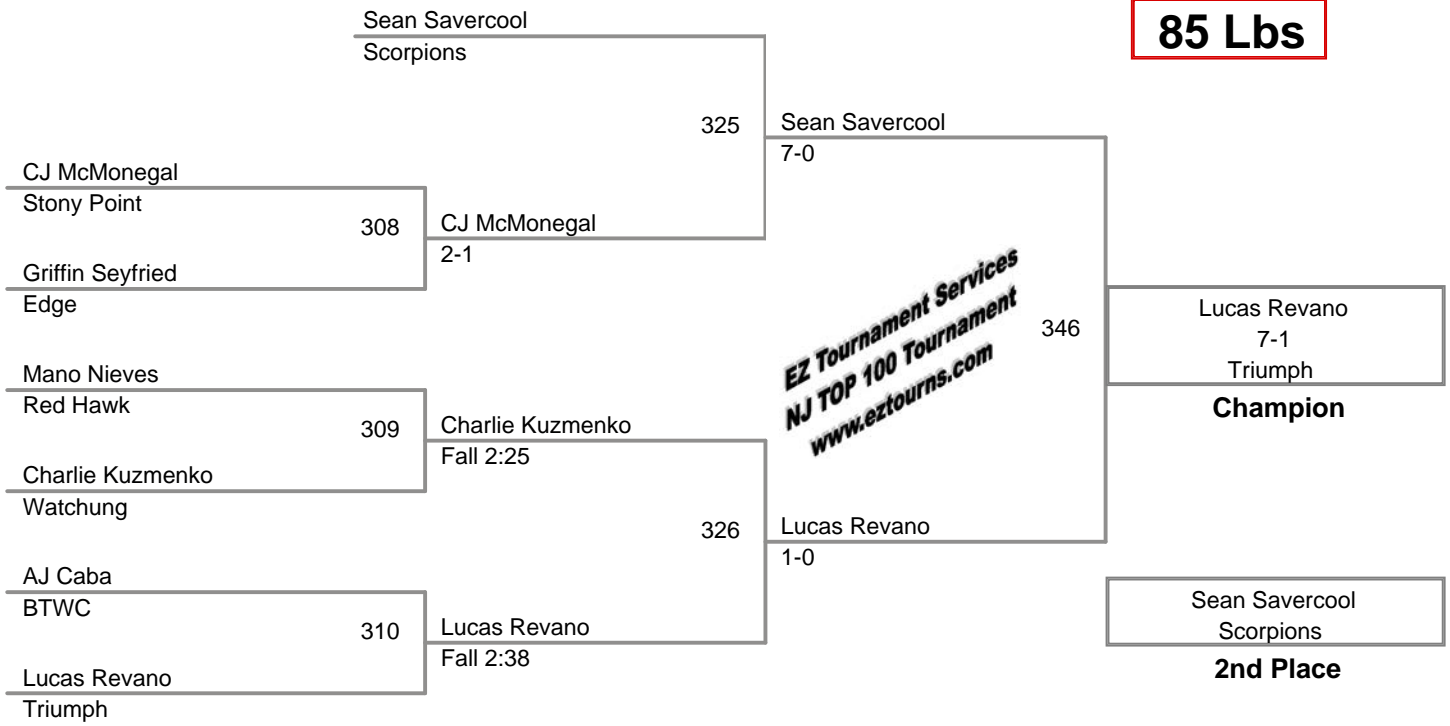 Sean Savercool
Scorpions
85 Lbs
325
Sean Savercool
7-0
CJ McMonegal
Stony Point
308
CJ McMonegal
2-1
Griffin Seyfried
Edge
EZ Tournament Services
NJ TOP 100 Tournament
www.eztourns.com
346
Lucas Revano
7-1
Triumph
Champion
Mano Nieves
Red Hawk
309
Charlie Kuzmenko
Fall 2:25
Charlie Kuzmenko
Watchung
326
Lucas Revano
1-0
AJ Caba
BTWC
310
Lucas Revano
Fall 2:38
Lucas Revano
Triumph
Sean Savercool
Scorpions
2nd Place